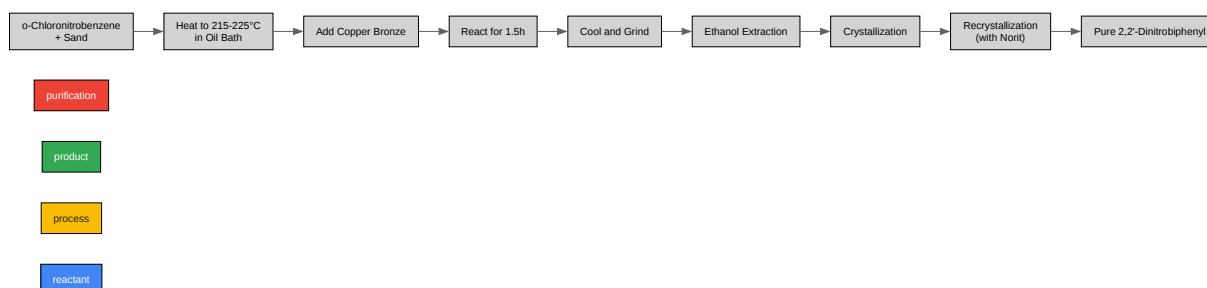 o-Chloronitrobenzene
+ Sand
Heat to 215-225°C
in Oil Bath
Add Copper Bronze
React for 1.5h
Cool and Grind
Ethanol Extraction
Crystallization
Recrystallization
(with Norit)
Pure 2,2'-Dinitrobiphenyl
purification
product
process
reactant